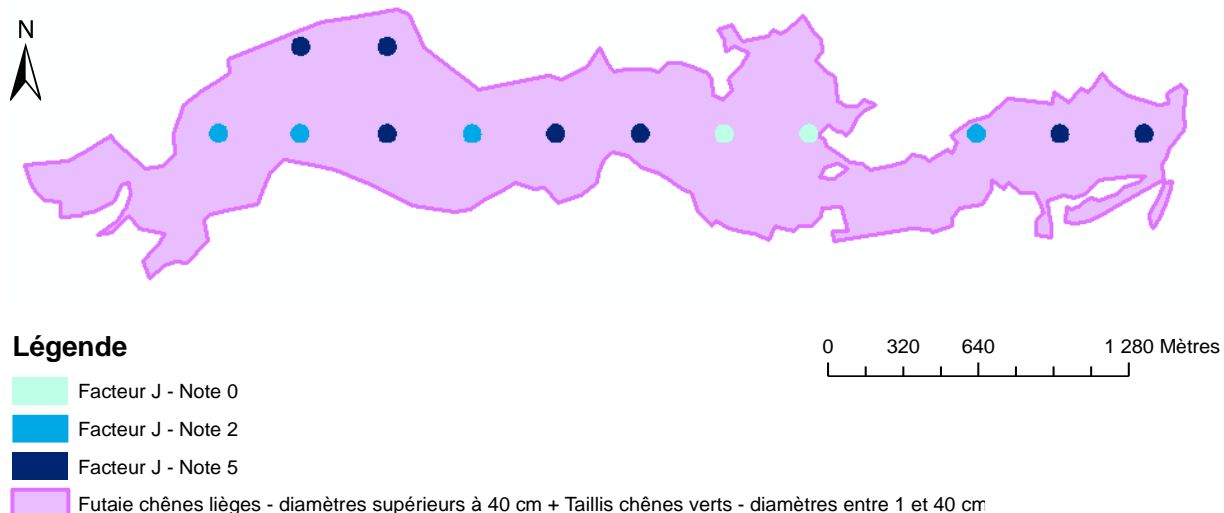 N
Légende
0 320 640 1 280 Mètres
Facteur J - Note 0
Facteur J - Note 2
Facteur J - Note 5
Futaie chênes lièges - diamètres supérieurs à 40 cm + Taillis chênes verts - diamètres entre 1 et 40 cm